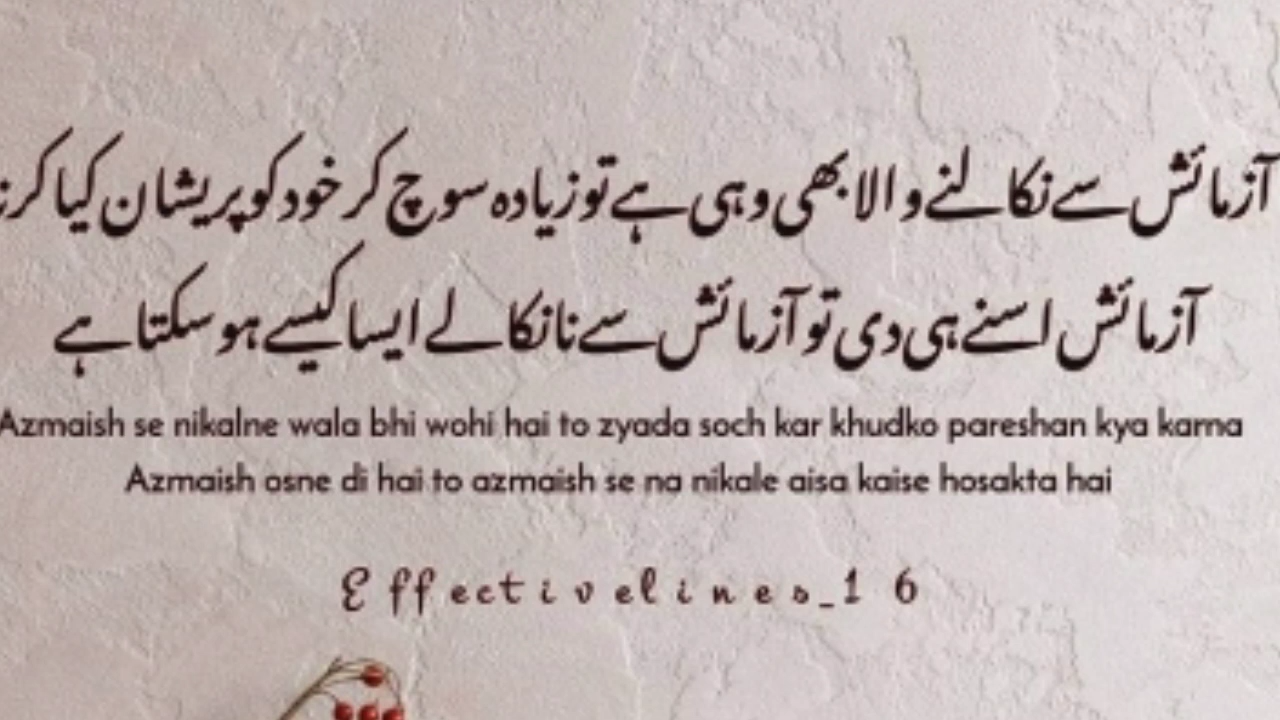 آزمائش سے نکالنے والا بھی وہی ہے تو زیادہ سوچ کر خود کو پریشان کیا کرنا
آزمائش اسنے ہی دی تو آزمائش سے نا نکالے ایسا کیسے ہو سکتا ہے
Azmaish se nikalne wala bhi wohi hai to zyada soch kar khudko pareshan kya karna
Azmaish osne di hai to azmaish se na nikale aisa kaise hosakta hai
Effectivelines_16